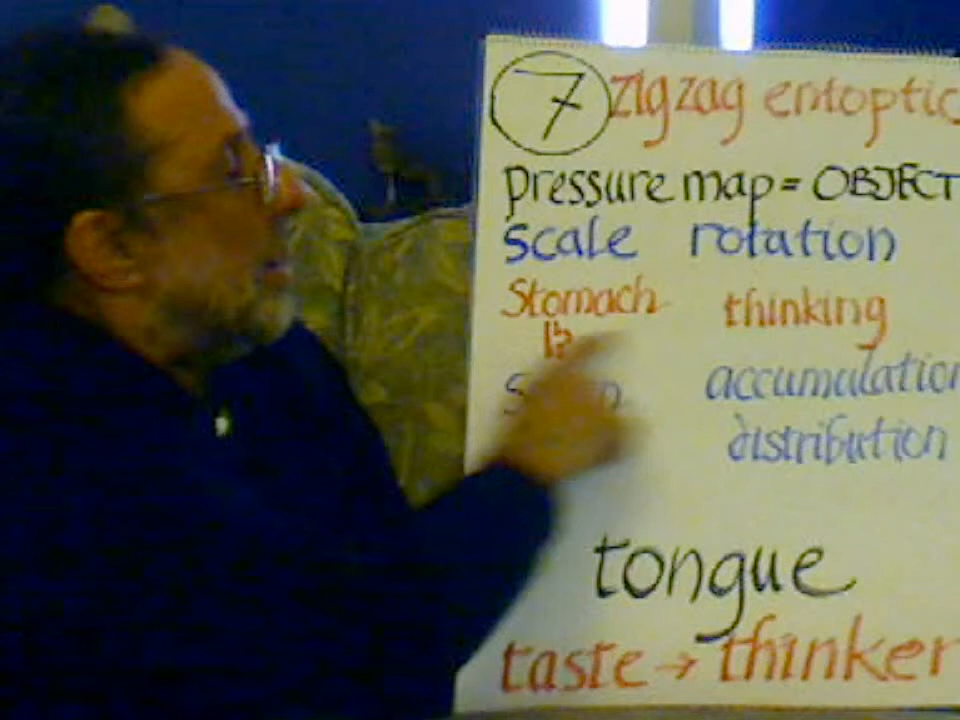 7 zigzag entoptic
pressure map = OBJECT
scale rotation
Stomach thinking
accumulation
distribution
tongue
taste → thinker